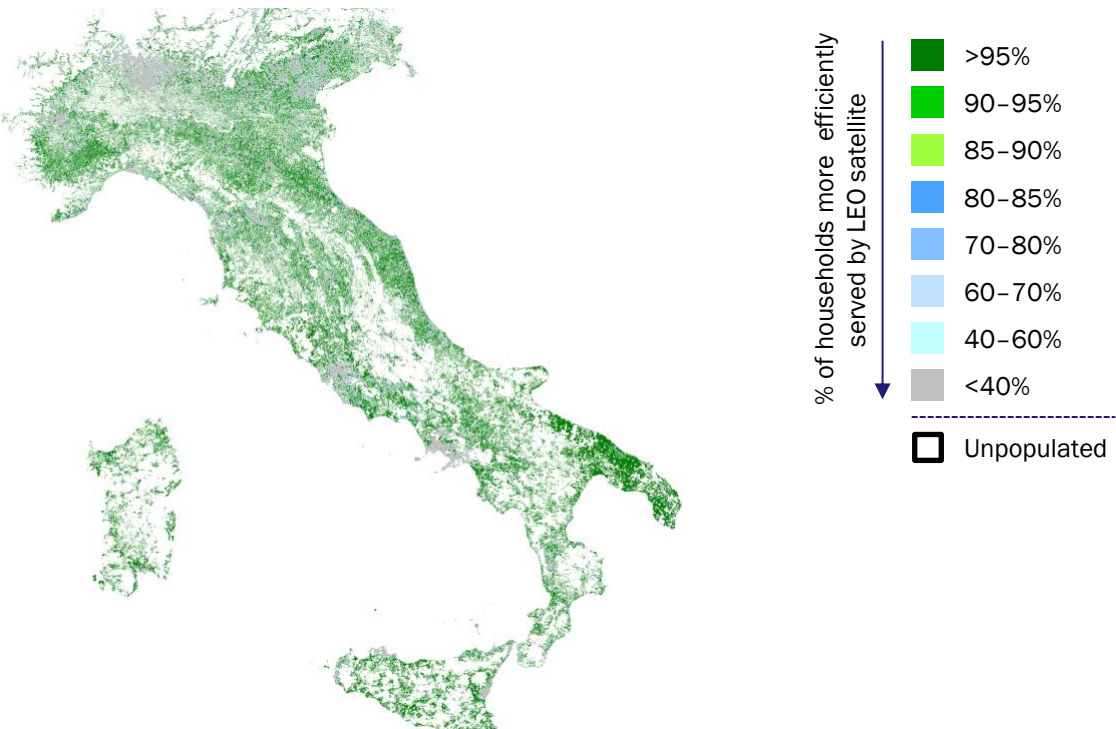 % of households more efficiently
served by LEO satellite
>95%
90–95%
85–90%
80–85%
70–80%
60–70%
40–60%
<40%
Unpopulated